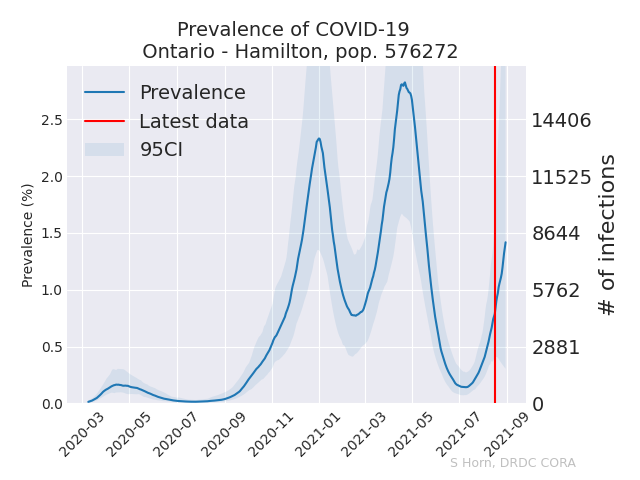 Prevalence of COVID-19
Ontario - Hamilton, pop. 576272
Prevalence
Latest data
95CI
Prevalence (%)
2.5
2.0
1.5
1.0
0.5
0.0
14406
11525
8644
5762
2881
0
# of infections
2020-03
2020-05
2020-07
2020-09
2020-11
2021-01
2021-03
2021-05
2021-07
2021-09
S Horn, DRDC CORA